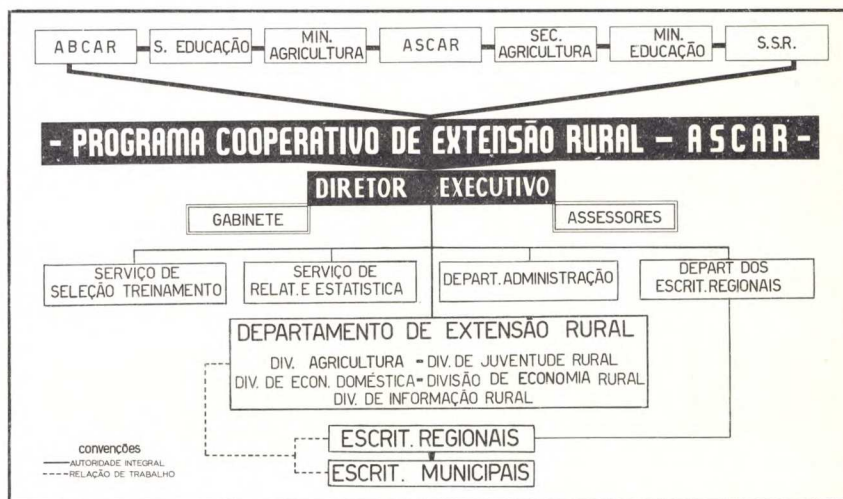 ABCAR
S. EDUCAÇÃO
MIN.
AGRICULTURA
ASCAR
SEC.
AGRICULTURA
MIN.
EDUCAÇÃO
S.S.R.
- PROGRAMA COOPERATIVO DE EXTENSÃO RURAL - ASCAR -
DIRETOR EXECUTIVO
GABINETE
ASSESSORES
SERVIÇO DE
SELEÇÃO TREINAMENTO
SERVIÇO DE
RELAT. E ESTATISTICA
DEPART. ADMINISTRAÇÃO
DEPART DOS
ESCRIT. REGIONAIS
DEPARTAMENTO DE EXTENSÃO RURAL
DIV. AGRICULTURA - DIV. DE JUVENTUDE RURAL
DIV. DE ECON. DOMÉSTICA - DIVISÃO DE ECONOMIA RURAL
DIV. DE INFORMAÇÃO RURAL
ESCRIT. REGIONAIS
ESCRIT. MUNICIPAIS
convenções
AUTORIDADE INTEGRAL
RELAÇÃO DE TRABALHO